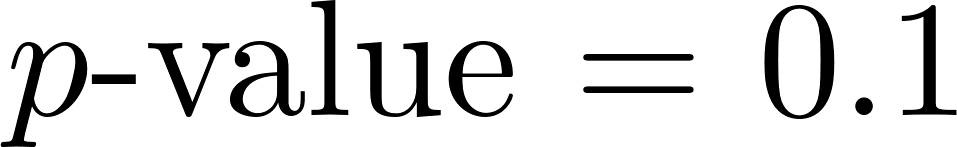 p-value = 0.1